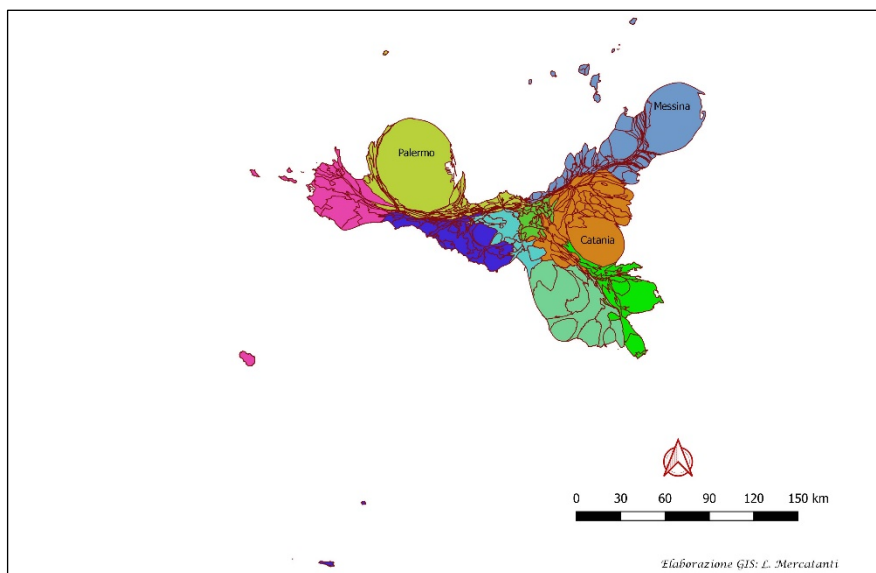 Messina
Palermo
Catania
0 30 60 90 120 150 km
Elaborazione GIS: L. Mercatanti